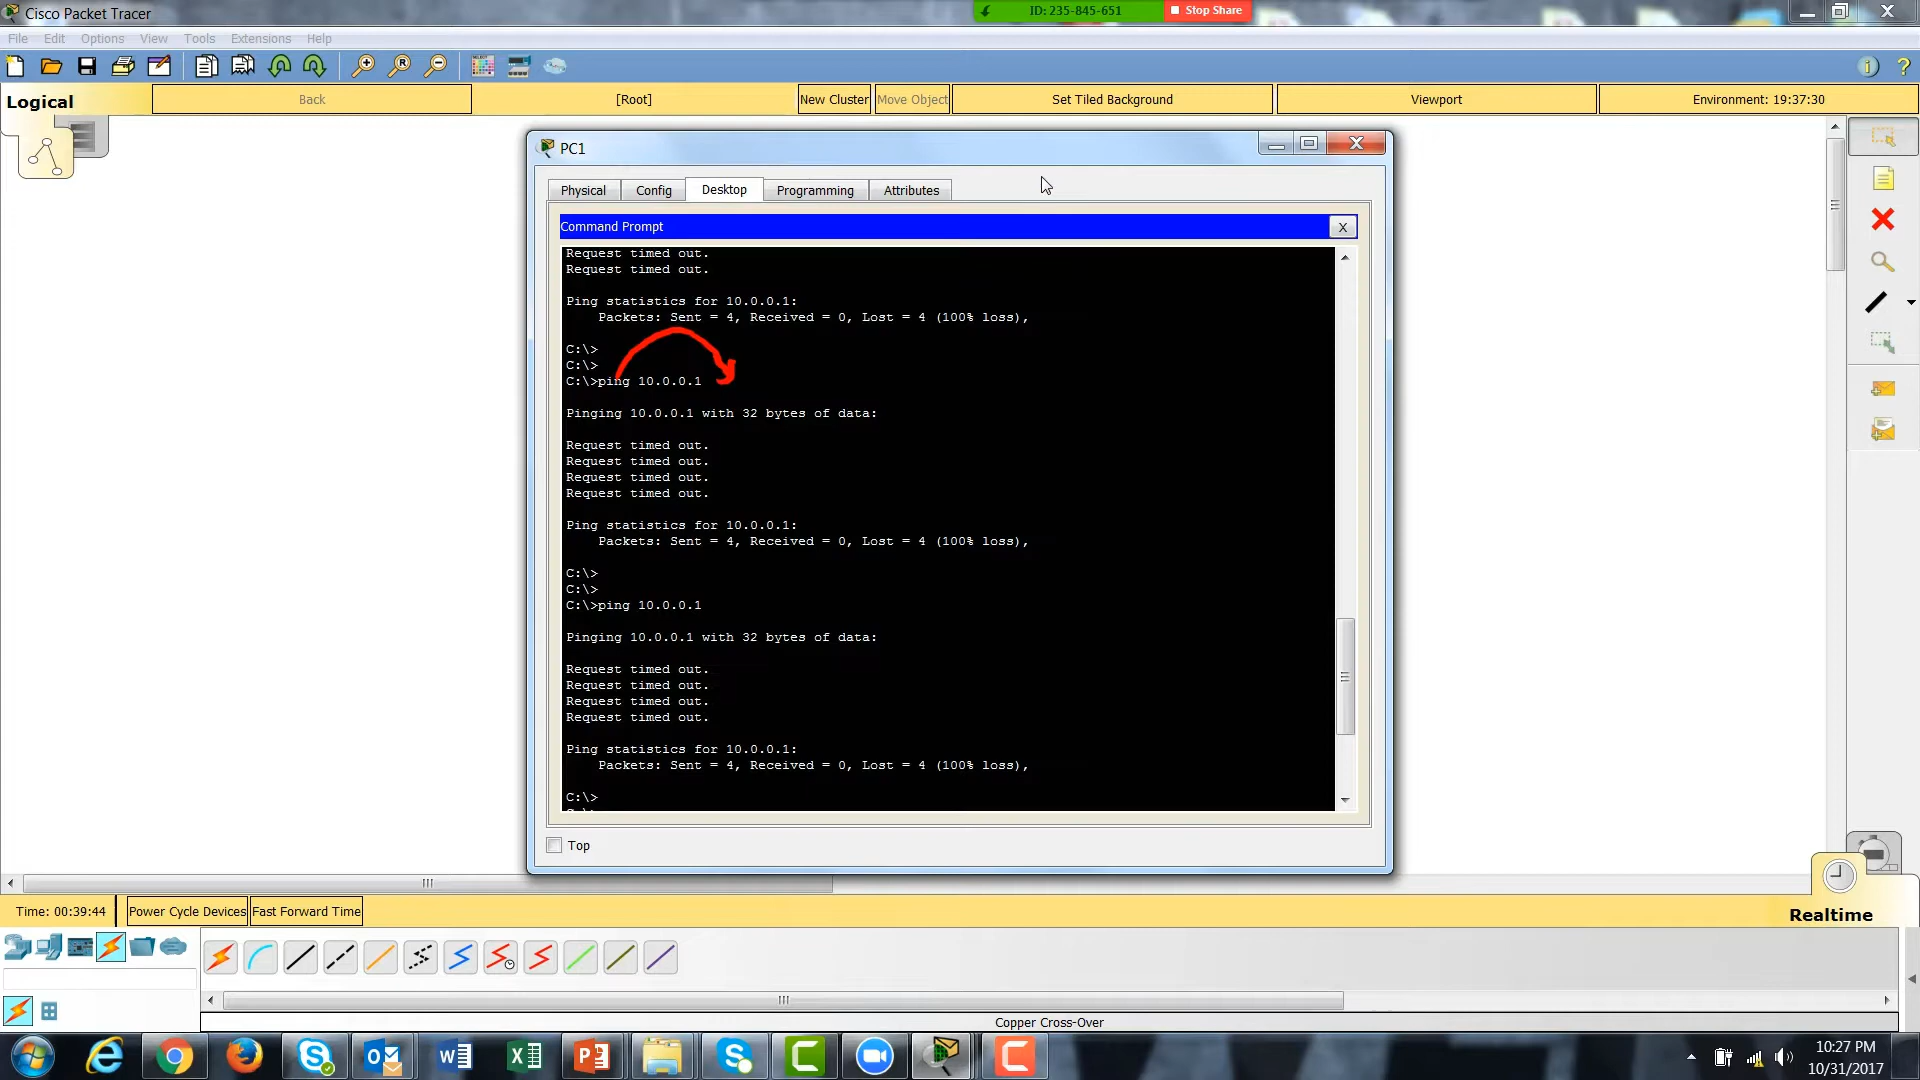 Cisco Packet Tracer
ID: 235-845-651
Stop Share
File Edit Options View Tools Extensions Help
Logical
Back
[Root]
New Cluster
Move Object
Set Tiled Background
Viewport
Environment: 19:37:30
PC1
Physical
Config
Desktop
Programming
Attributes
Command Prompt
X
Request timed out.
Request timed out.
Ping statistics for 10.0.0.1:
Packets: Sent = 4, Received = 0, Lost = 4 (100% loss),
C:\>
C:\>
C:\>ping 10.0.0.1
Pinging 10.0.0.1 with 32 bytes of data:
Request timed out.
Request timed out.
Request timed out.
Request timed out.
Ping statistics for 10.0.0.1:
Packets: Sent = 4, Received = 0, Lost = 4 (100% loss),
C:\>
C:\>
C:\>ping 10.0.0.1
Pinging 10.0.0.1 with 32 bytes of data:
Request timed out.
Request timed out.
Request timed out.
Request timed out.
Ping statistics for 10.0.0.1:
Packets: Sent = 4, Received = 0, Lost = 4 (100% loss),
C:\>
Top
Time: 00:39:44
Power Cycle Devices
Fast Forward Time
Realtime
Copper Cross-Over
10:27 PM
10/31/2017